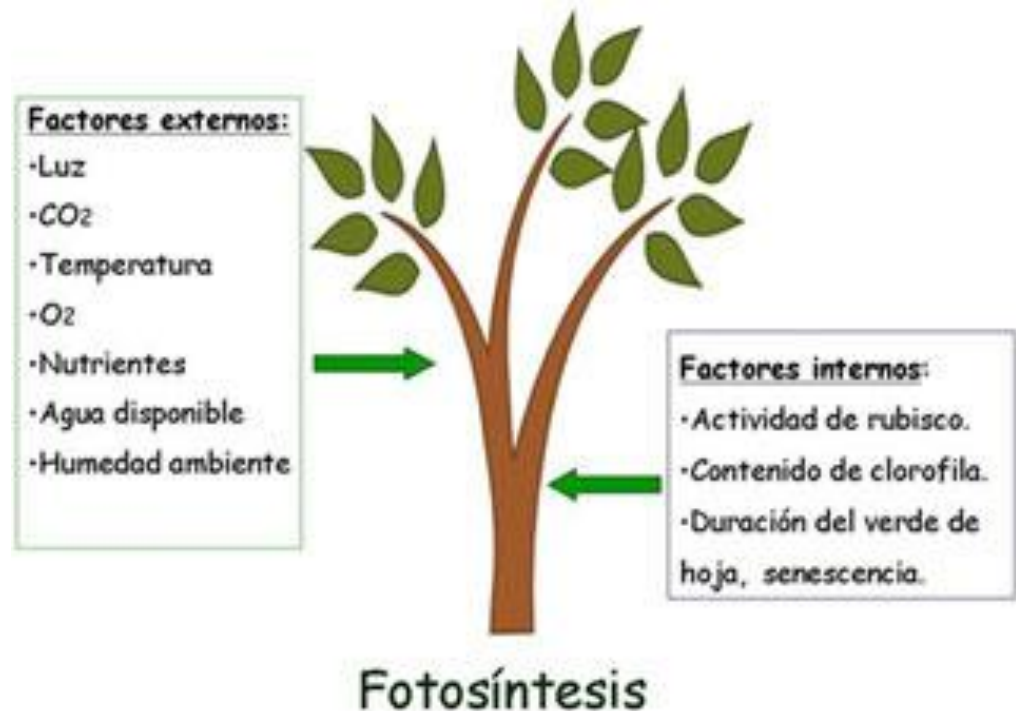 Factores externos:
·Luz
·CO2
·Temperatura
·O2
·Nutrientes
·Agua disponible
·Humedad ambiente
Factores internos:
·Actividad de rubisco.
·Contenido de clorofila.
·Duración del verde de
hoja, senescencia.
Fotosíntesis